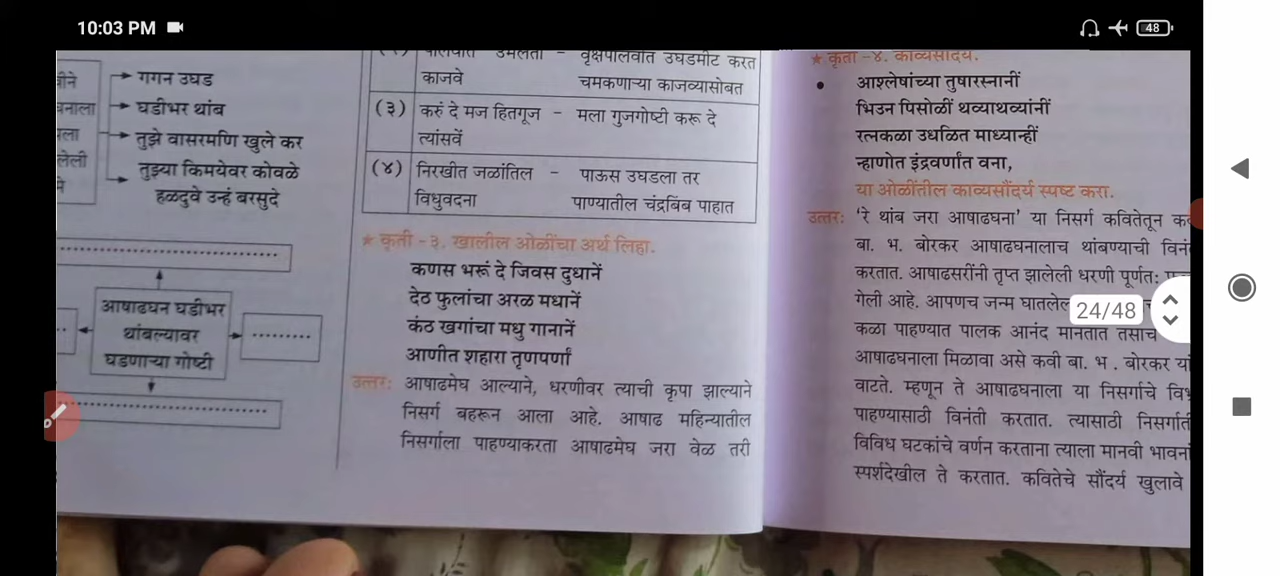 10:03 PM
48
गगन उघड
घडीभर थांब
तुझे वासरमणि खुले कर
तुझ्या किमयेवर कोवळे
हळदुवे उन्हं बरसुदे
आषाढघन घडीभर
थांबल्यावर
घडणाऱ्या गोष्टी
काजवे
चमकणाऱ्या काजव्यासोबत
(३) करुं दे मज हितगूज - मला गुजगोष्टी करू दे
त्यांसवें
(४) निरखीत जळांतिल - पाऊस उघडला तर
विधुवदना पाण्यातील चंद्रबिंब पाहात
★ कृती -३. खालील ओळींचा अर्थ लिहा.
कणस भरूं दे जिवस दुधानें
देठ फुलांचा अरळ मधानें
कंठ खगांचा मधु गानानें
आणीत शहारा तृणपर्णां
उत्तर: आषाढमेघ आल्याने, धरणीवर त्याची कृपा झाल्याने
निसर्ग बहरून आला आहे. आषाढ महिन्यातील
निसर्गाला पाहण्याकरता आषाढमेघ जरा वेळ तरी
★ कृती -४. काव्यसौंदर्य.
• आश्लेषांच्या तुषारस्नानीं
भिउन पिसोळीं थव्याथव्यांनीं
रत्नकळा उधळित माध्यान्हीं
न्हाणोत इंद्रवर्णांत वना,
या ओळींतील काव्यसौंदर्य स्पष्ट करा.
उत्तर: 'रे थांब जरा आषाढघना' या निसर्ग कवितेतून
बा. भ. बोरकर आषाढघनालाच थांबण्याची
करतात. आषाढसरींनी तृप्त झालेली धरणी पूर्णत:
गेली आहे. आपणच जन्म घातलेल
24/48
कळा पाहण्यात पालक आनंद मानतात तसाच
आषाढघनाला मिळावा असे कवी बा. भ. बोरकर
वाटते. म्हणून ते आषाढघनाला या निसर्गाचे
पाहण्यासाठी विनंती करतात. त्यासाठी
विविध घटकांचे वर्णन करताना त्याला मानवी
स्पर्शदेखील ते करतात. कवितेचे सौंदर्य खुलावे